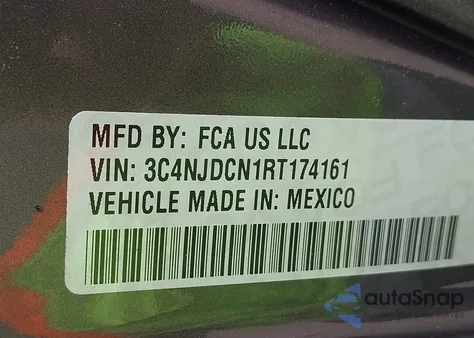 MFD BY: FCA US LLC
VIN: 3C4NJDCN1RT174161
VEHICLE MADE IN: MEXICO
autoSnap